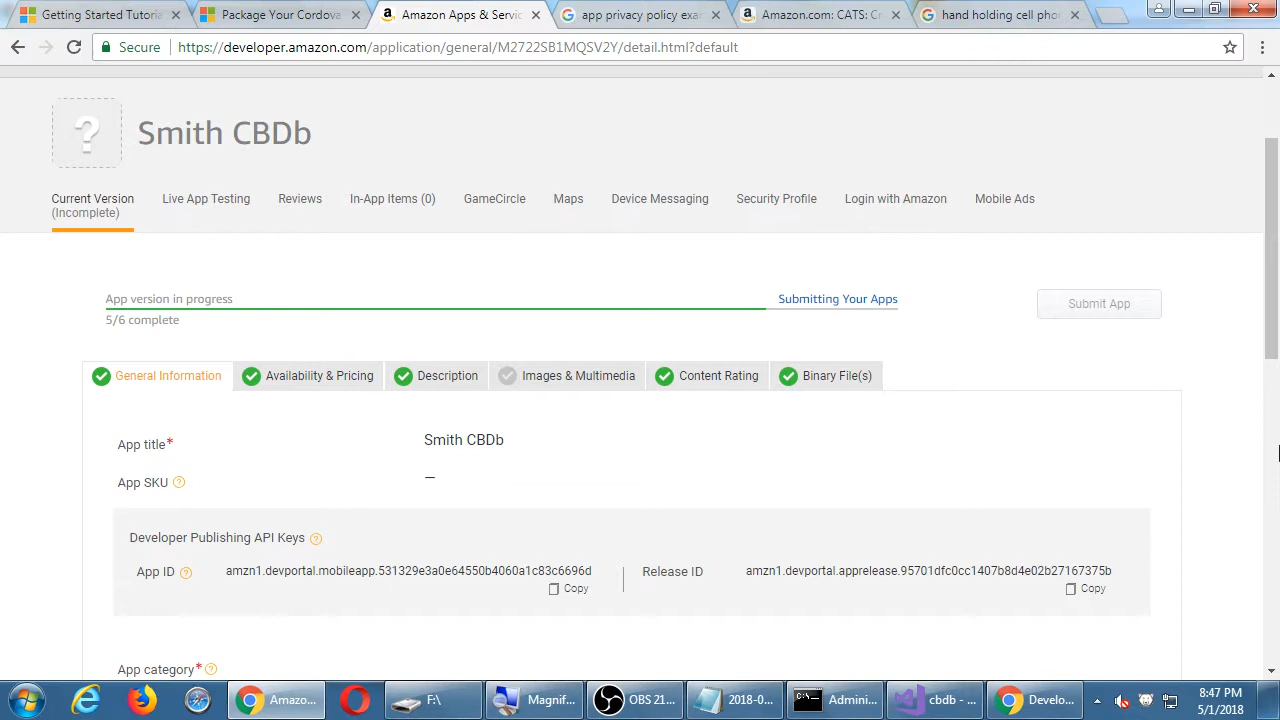 Getting Started Tutoria
Package Your Cordova
Amazon Apps & Servic
app privacy policy exa
Amazon.com: CATS: Cr
hand holding cell pho
Secure
https://developer.amazon.com/application/general/M2722SB1MQSV2Y/detail.html?default
?
Smith CBDb
Current Version
(Incomplete)
Live App Testing
Reviews
In-App Items (0)
GameCircle
Maps
Device Messaging
Security Profile
Login with Amazon
Mobile Ads
App version in progress
Submitting Your Apps
5/6 complete
Submit App
General Information
Availability & Pricing
Description
Images & Multimedia
Content Rating
Binary File(s)
App title*
Smith CBDb
App SKU ?
—
Developer Publishing API Keys ?
App ID ?
amzn1.devportal.mobileapp.531329e3a0e64550b4060a1c83c6696d
Copy
Release ID
amzn1.devportal.apprelease.95701dfc0cc1407b8d4e02b27167375b
Copy
App category* ?
Amazo...
F:\
Magnif...
OBS 21...
2018-0...
Admini...
cbdb - ...
Develo...
8:47 PM
5/1/2018